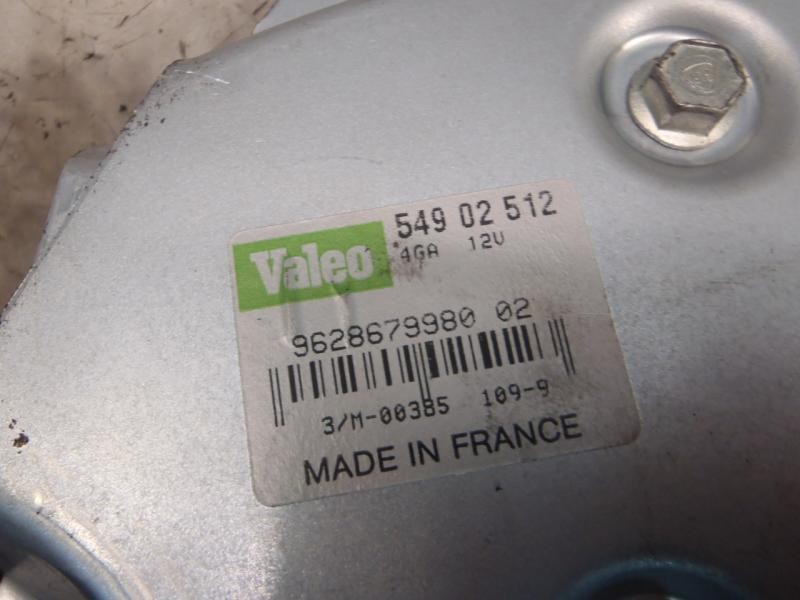 Valeo 549 02 512
*4GA 12V
9628679980 02
3/M-00385 109-9
MADE IN FRANCE